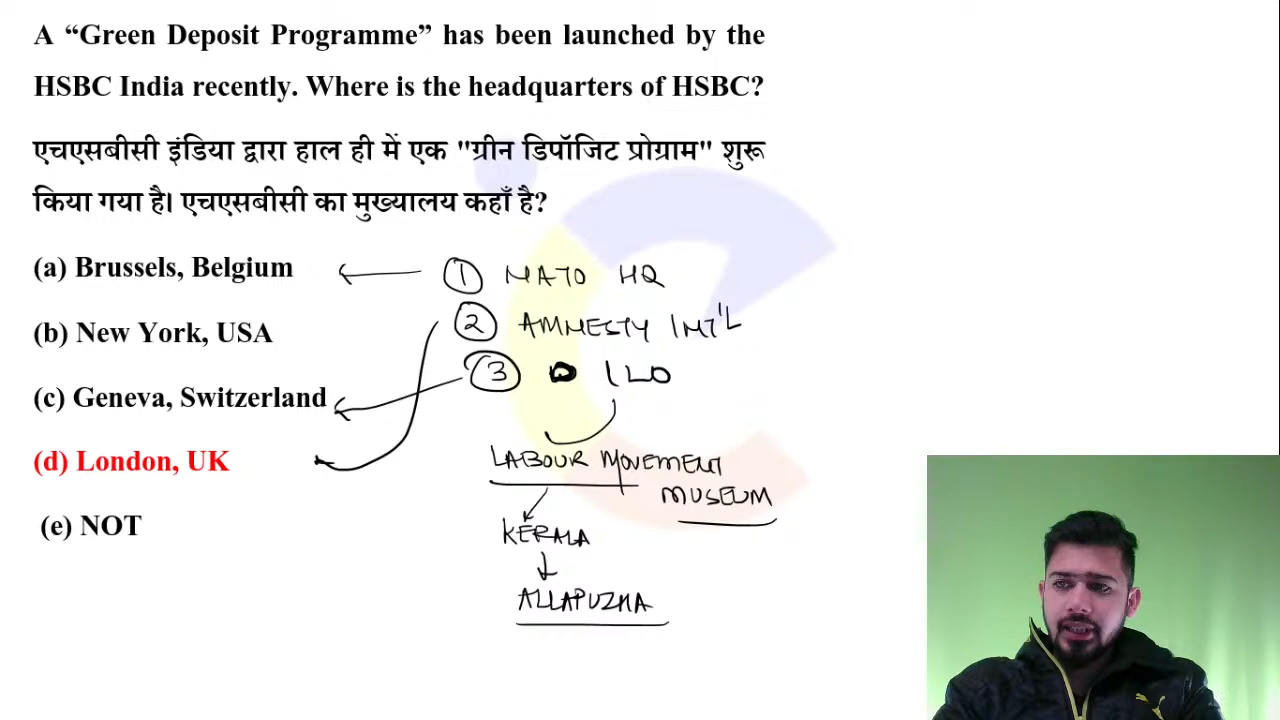 A “Green Deposit Programme” has been launched by the
HSBC India recently. Where is the headquarters of HSBC?
एचएसबीसी इंडिया द्वारा हाल ही में एक "ग्रीन डिपॉजिट प्रोग्राम" शुरू
किया गया है। एचएसबीसी का मुख्यालय कहाँ है?
(a) Brussels, Belgium
(b) New York, USA
(c) Geneva, Switzerland
(d) London, UK
(e) NOT
1 NATO HQ
2 AMNESTY INT'L
3 ILO
LABOUR MOVEMENT
MUSEUM
KERALA
ALLAPUZHA